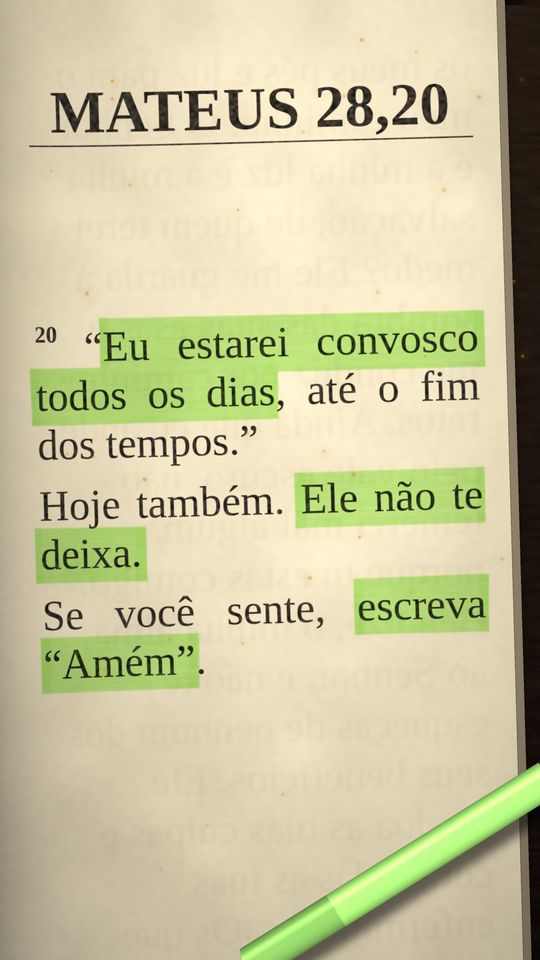 MATEUS 28,20
20 “Eu estarei convosco
todos os dias, até o fim
dos tempos.”
Hoje também. Ele não te
deixa.
Se você sente, escreva
“Amém”.